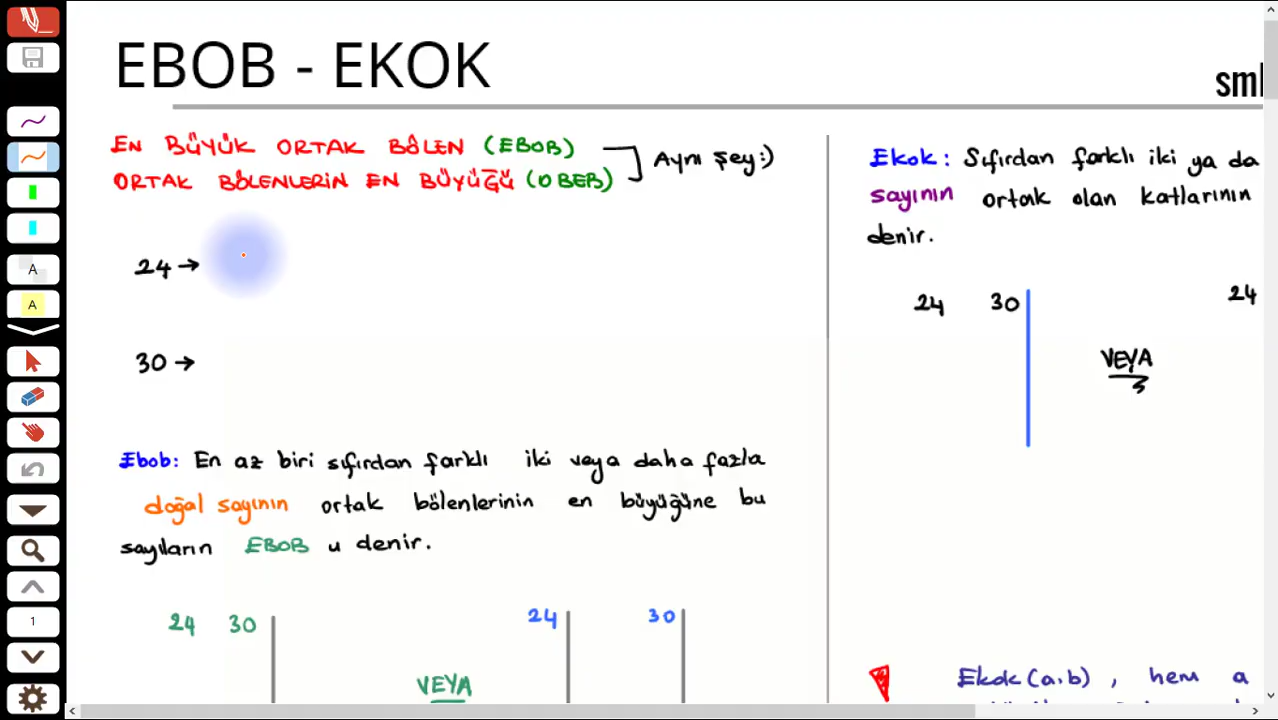 EBOB - EKOK
EN BÜYÜK ORTAK BÖLEN (EBOB)
ORTAK BÖLENLERİN EN BÜYÜĞÜ (OBEB)
Aynı şey:)
24 →
30 →
Ebob: En az biri sıfırdan farklı iki veya daha fazla
doğal sayının ortak bölenlerinin en büyüğüne bu
sayıların EBOB u denir.
24 30
VEYA
24 30
Ekok: Sıfırdan farklı iki ya da
sayının ortak olan katlarının
denir.
24 30
VEYA
24
Ekok(a,b), hem a
A
A
1